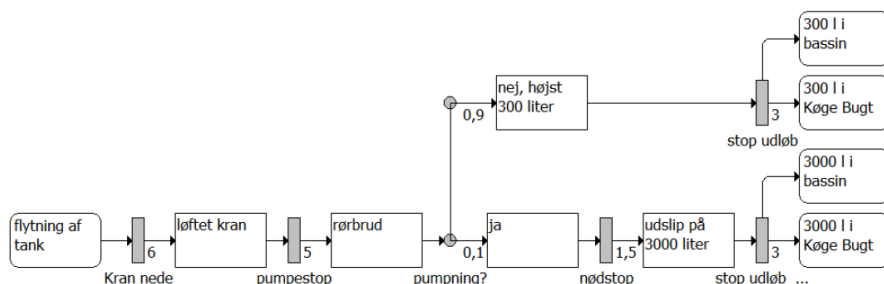 300 l i
bassin
nej, højst
300 liter
300 l i
Køge Bugt
0,9
3
stop udløb
3000 l i
bassin
flytning af
tank
løftet kran
rørbrud
ja
udslip på
3000 liter
3000 l i
Køge Bugt
6
5
0,1
1,5
3
Kran nede
pumpestop
pumpning?
nødstop
stop udløb ...